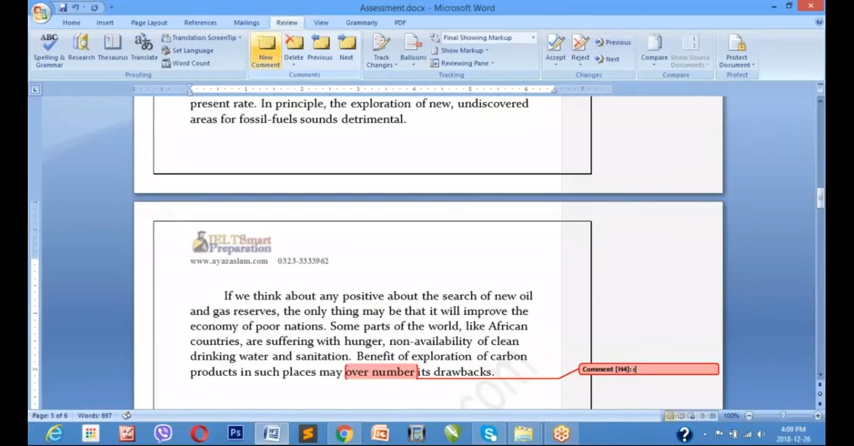 Assessment.docx - Microsoft Word
Home Insert Page Layout References Mailings Review View Grammarly PDF
Spelling & Grammar
Research
Thesaurus
Translate
Translation ScreenTip
Set Language
Word Count
Proofing
New Comment
Delete
Previous
Next
Comments
Track Changes
Balloons
Final Showing Markup
Show Markup
Reviewing Pane
Tracking
Accept
Reject
Previous
Next
Changes
Compare
Show Source Documents
Compare
Protect Document
Protect
present rate. In principle, the exploration of new, undiscovered
areas for fossil-fuels sounds detrimental.
IELTSmart
Preparation
www.ayazaslam.com 0323-3333962
If we think about any positive about the search of new oil
and gas reserves, the only thing may be that it will improve the
economy of poor nations. Some parts of the world, like African
countries, are suffering with hunger, non-availability of clean
drinking water and sanitation. Benefit of exploration of carbon
products in such places may over number its drawbacks.
Comment [H4]:
.com
Page: 3 of 6 Words: 697 100%
Ps
4:09 PM
2018-12-26